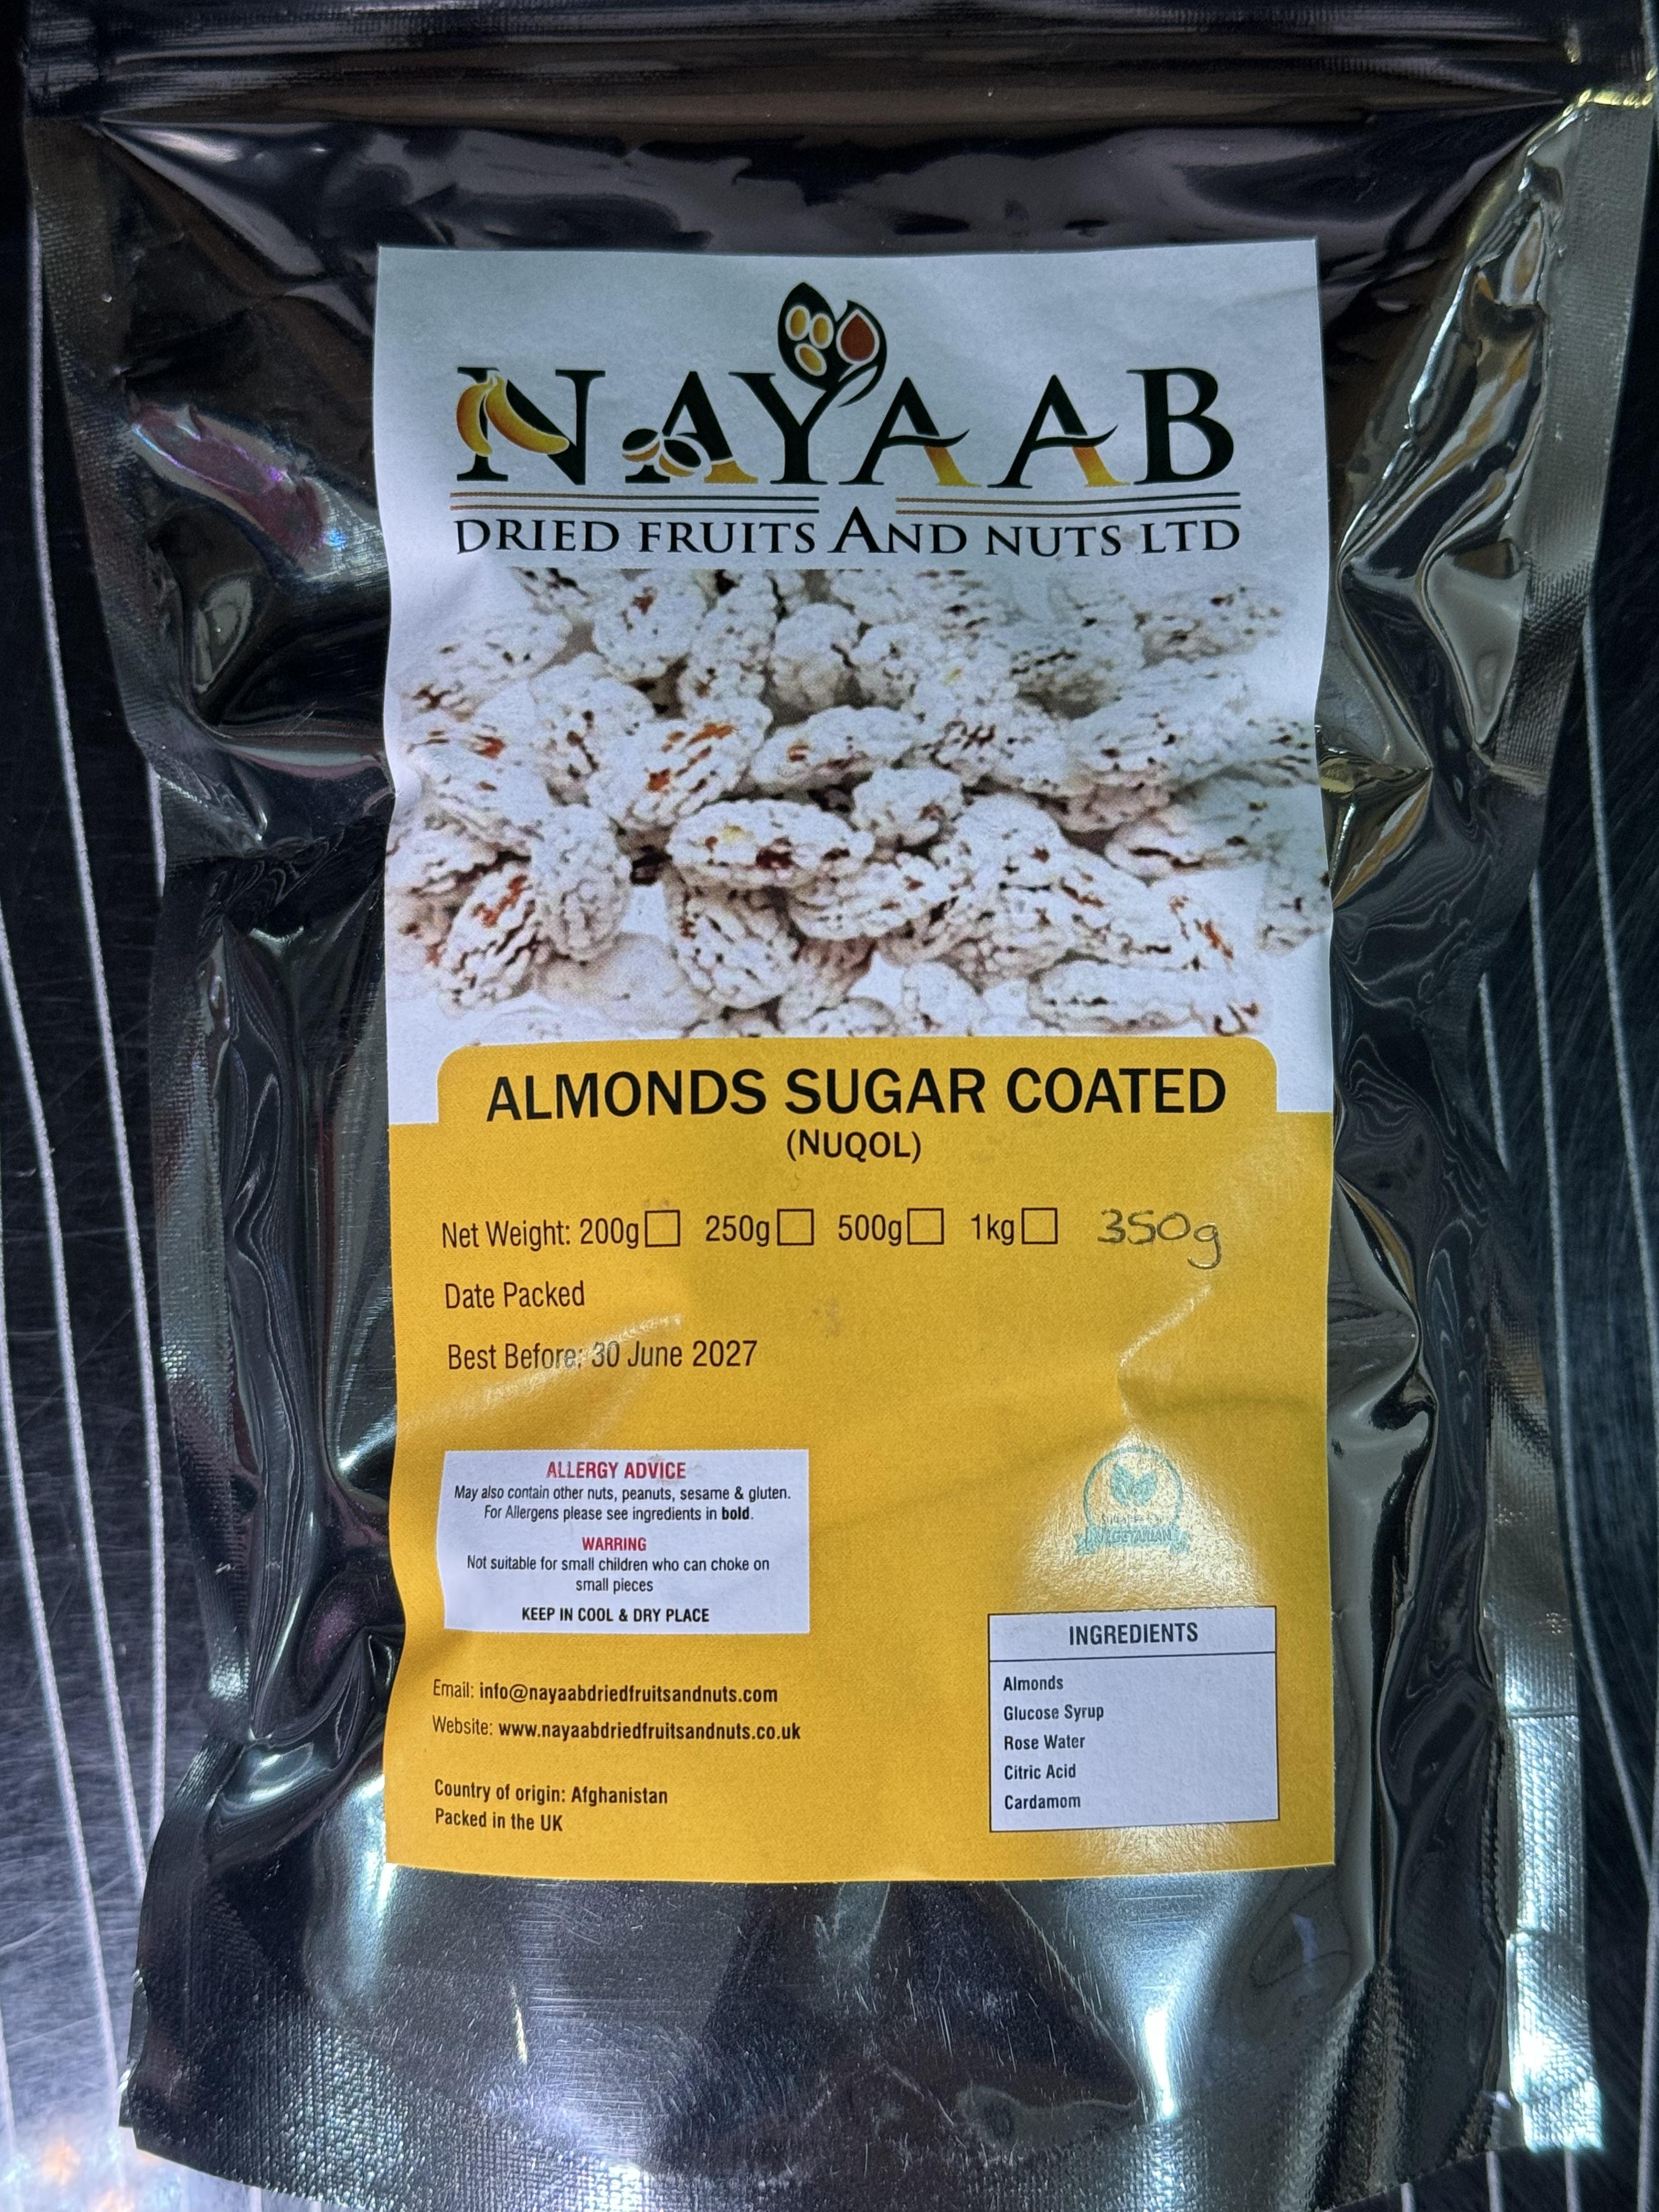 NAYAAB
DRIED FRUITS AND NUTS LTD
ALMONDS SUGAR COATED
(NUQOL)
Net Weight: 200g 250g 500g 1kg 350g
Date Packed
Best Before: 30 June 2027
ALLERGY ADVICE
May also contain other nuts, peanuts, sesame & gluten.
For Allergens please see ingredients in bold.
WARRING
Not suitable for small children who can choke on
small pieces
KEEP IN COOL & DRY PLACE
VEGETARIAN
Email: info@nayaabdriedfruitsandnuts.com
Website: www.nayaabdriedfruitsandnuts.co.uk
Country of origin: Afghanistan
Packed in the UK
INGREDIENTS
Almonds
Glucose Syrup
Rose Water
Citric Acid
Cardamom